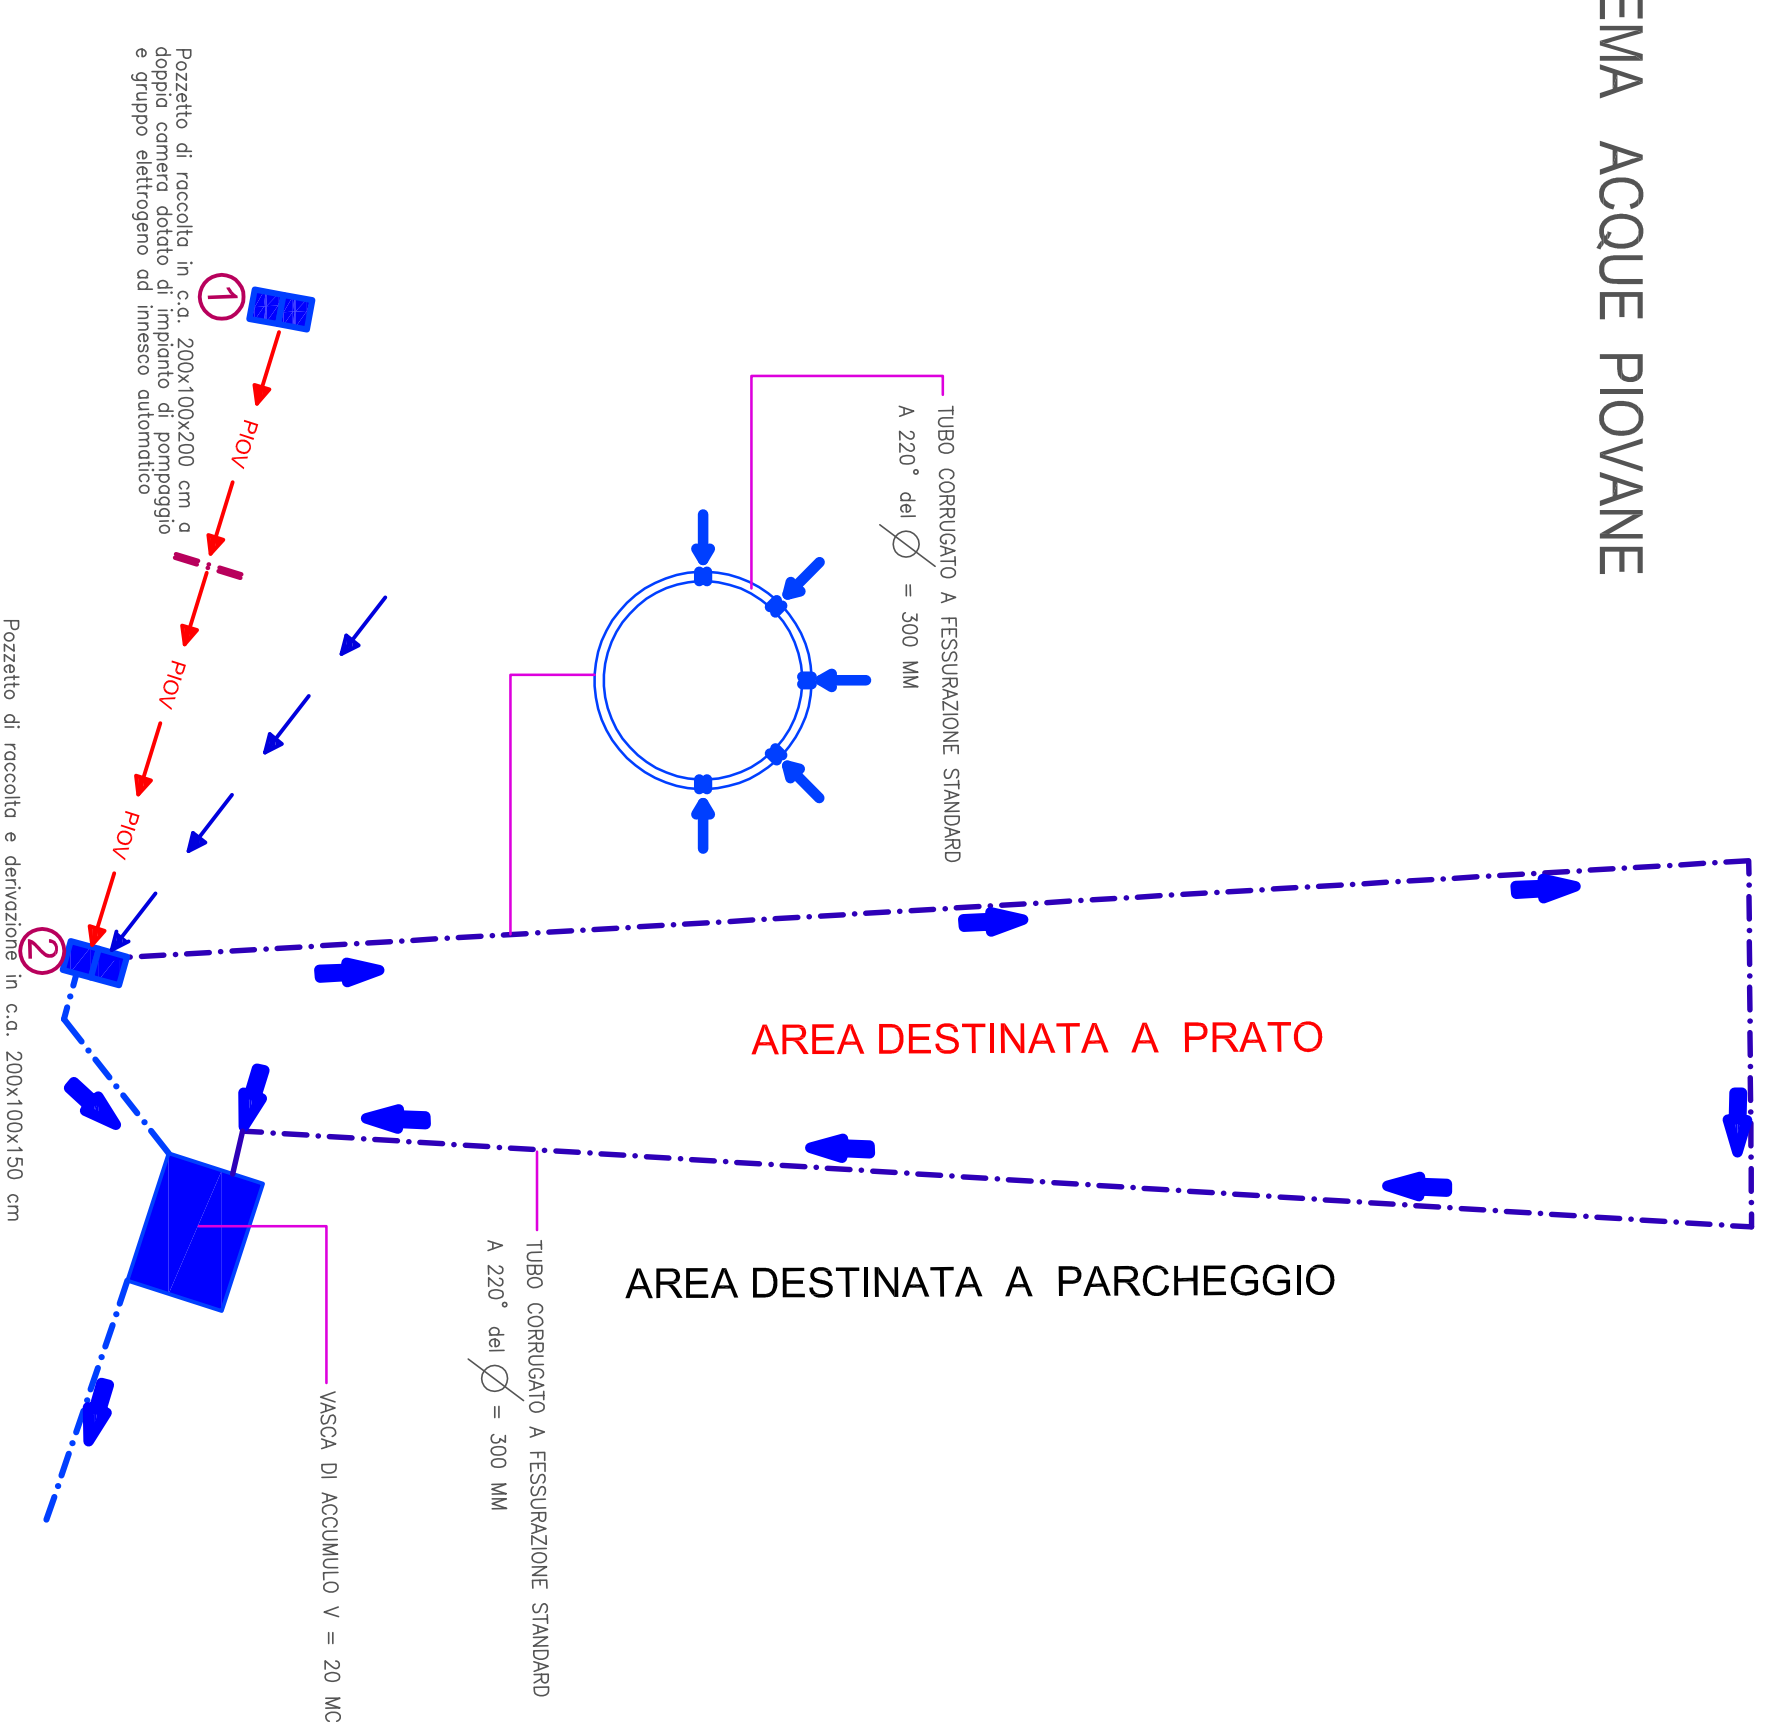 EMA ACQUE PIOVANE
Pozzetto di raccolta in c.a. 200x100x200 cm a
doppia camera dotato di impianto di pompaggio
e gruppo elettrogeno ad innesco automatico
1
PIOV
PIOV
PIOV
TUBO CORRUGATO A FESSURAZIONE STANDARD
A 220° del Ø = 300 MM
2
Pozzetto di raccolta e derivazione in c.a. 200x100x150 cm
AREA DESTINATA A PRATO
AREA DESTINATA A PARCHEGGIO
TUBO CORRUGATO A FESSURAZIONE STANDARD
A 220° del Ø = 300 MM
VASCA DI ACCUMULO V = 20 MC